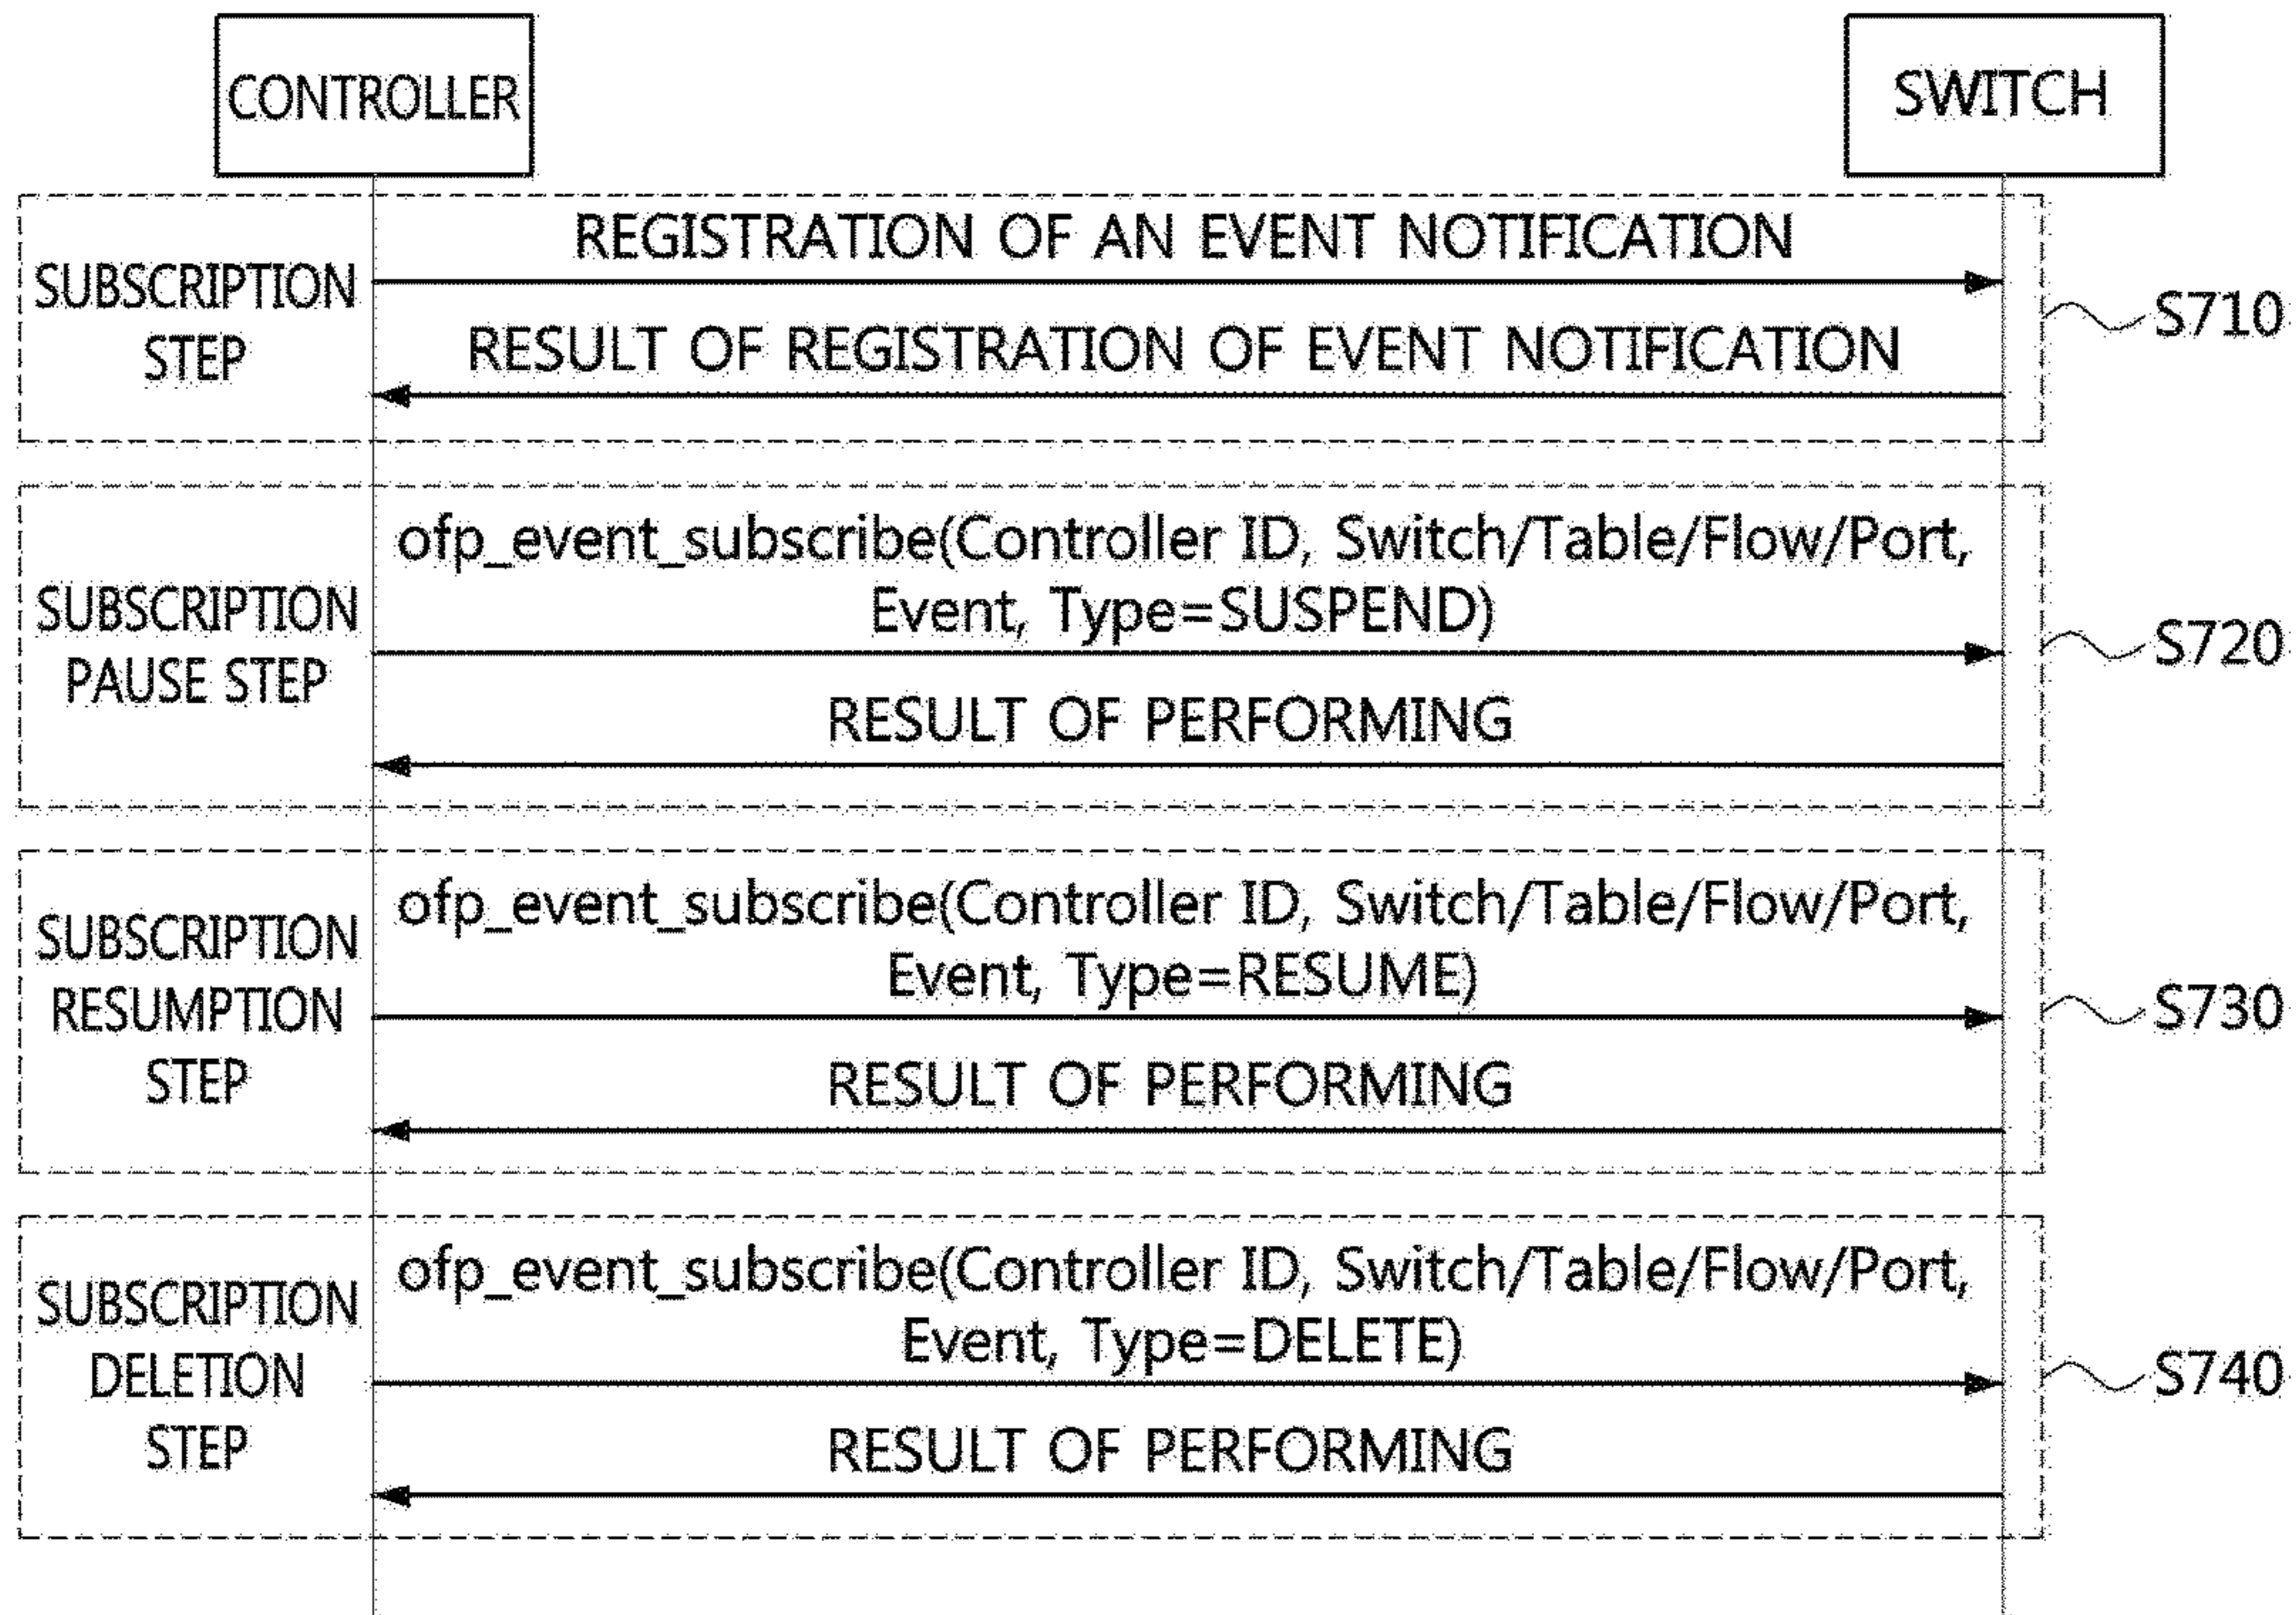 CONTROLLER
SWITCH
SUBSCRIPTION
STEP
REGISTRATION OF AN EVENT NOTIFICATION
RESULT OF REGISTRATION OF EVENT NOTIFICATION
S710
SUBSCRIPTION
PAUSE STEP
ofp_event_subscribe(Controller ID, Switch/Table/Flow/Port,
Event, Type=SUSPEND)
RESULT OF PERFORMING
S720
SUBSCRIPTION
RESUMPTION
STEP
ofp_event_subscribe(Controller ID, Switch/Table/Flow/Port,
Event, Type=RESUME)
RESULT OF PERFORMING
S730
SUBSCRIPTION
DELETION
STEP
ofp_event_subscribe(Controller ID, Switch/Table/Flow/Port,
Event, Type=DELETE)
RESULT OF PERFORMING
S740